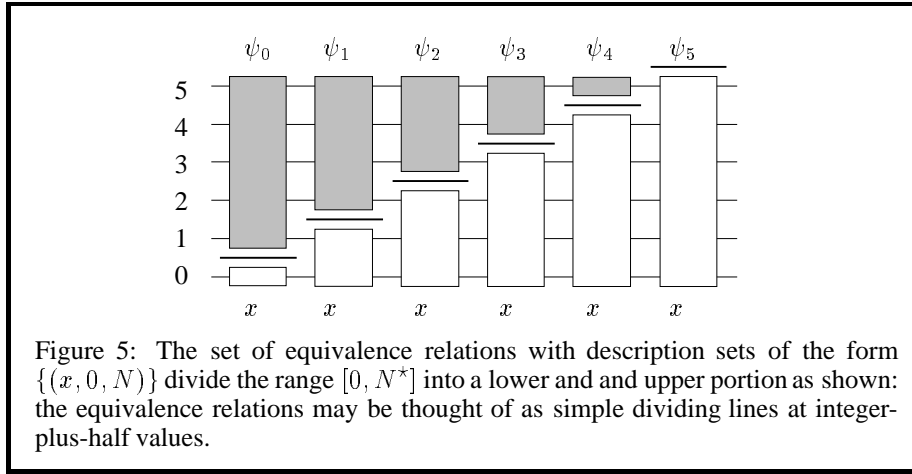 ψ₀ ψ₁ ψ₂ ψ₃ ψ₄ ψ₅
5
4
3
2
1
0
x x x x x x
Figure 5: The set of equivalence relations with description sets of the form
{(x, 0, N)} divide the range [0, N⋆] into a lower and and upper portion as shown:
the equivalence relations may be thought of as simple dividing lines at integer-
plus-half values.